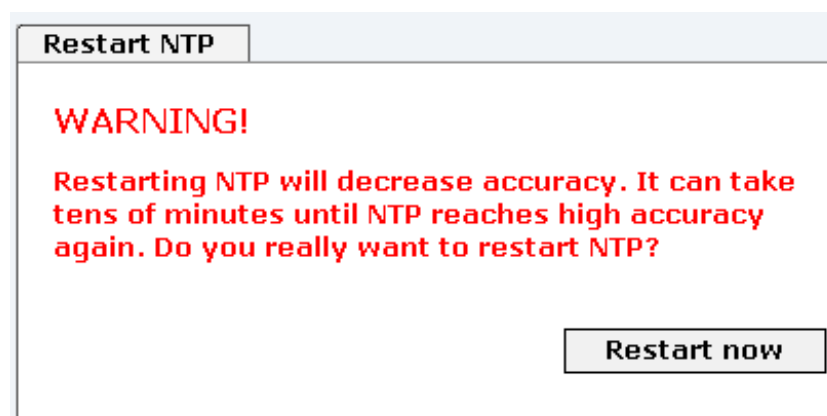 Restart NTP
WARNING!
Restarting NTP will decrease accuracy. It can take
tens of minutes until NTP reaches high accuracy
again. Do you really want to restart NTP?
Restart now